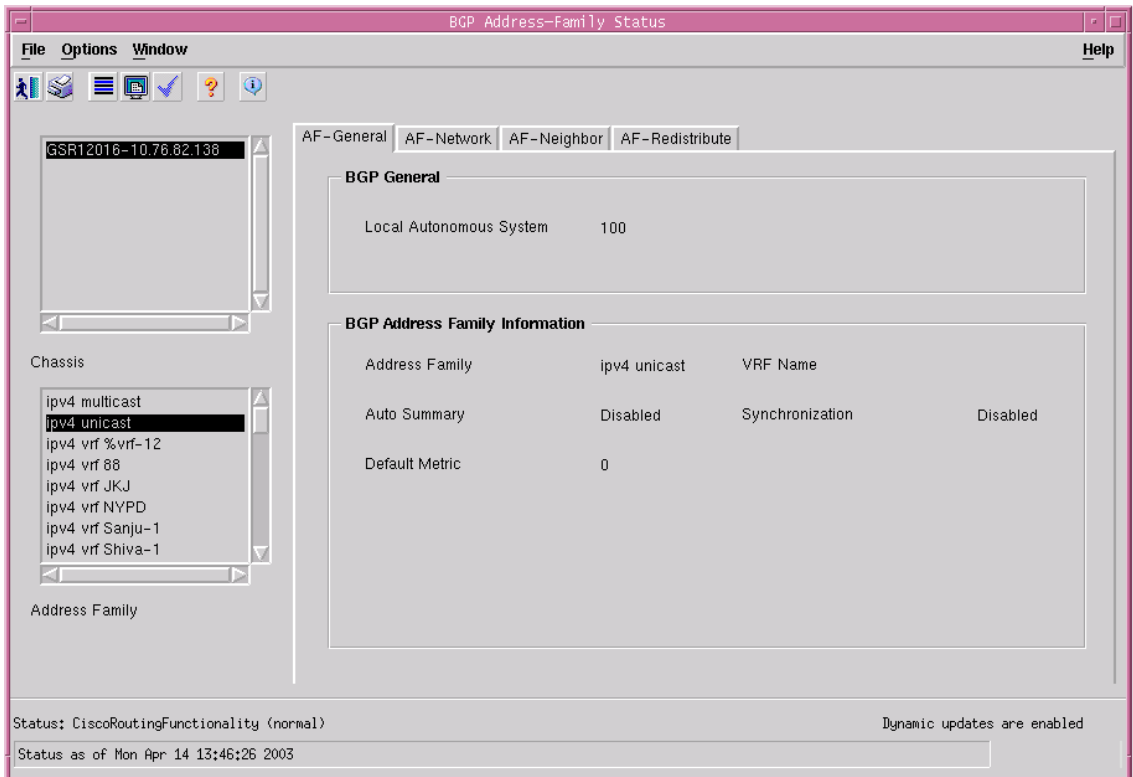 BGP Address-Family Status
File Options Window Help
GSR12016-10.76.82.138
Chassis
ipv4 multicast
ipv4 unicast
ipv4 vrf %vrf-12
ipv4 vrf 88
ipv4 vrf JKJ
ipv4 vrf NYPD
ipv4 vrf Sanju-1
ipv4 vrf Shiva-1
Address Family
AF-General AF-Network AF-Neighbor AF-Redistribute
BGP General
Local Autonomous System 100
BGP Address Family Information
Address Family ipv4 unicast VRF Name
Auto Summary Disabled Synchronization Disabled
Default Metric 0
Status: CiscoRoutingFunctionality (normal) Dynamic updates are enabled
Status as of Mon Apr 14 13:46:26 2003